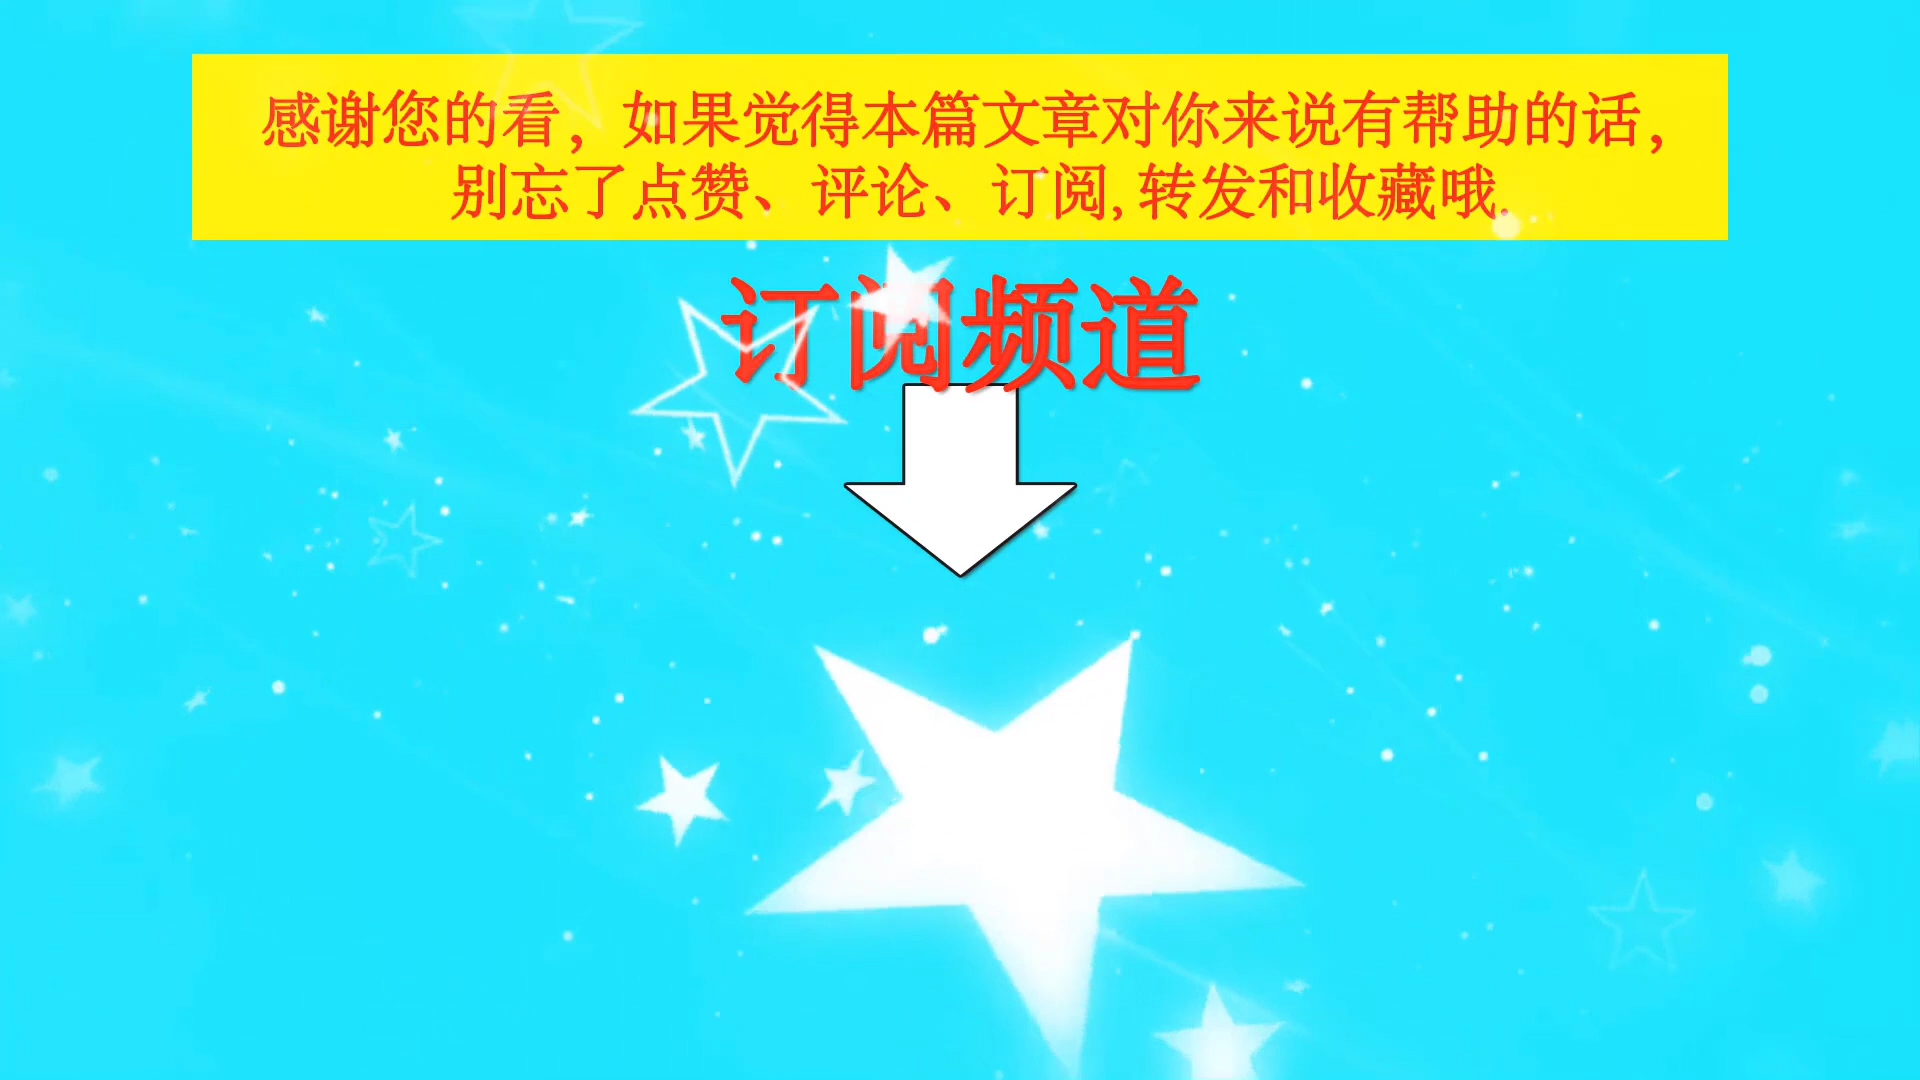 感谢您的看，如果觉得本篇文章对你来说有帮助的话，
别忘了点赞、评论、订阅,转发和收藏哦.
订阅频道